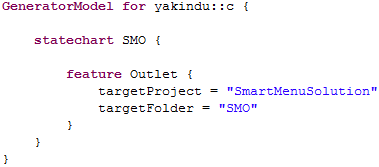 GeneratorModel for yakindu::c {
statechart SMO {
feature Outlet {
targetProject = "SmartMenuSolution"
targetFolder = "SMO"
}
}
}